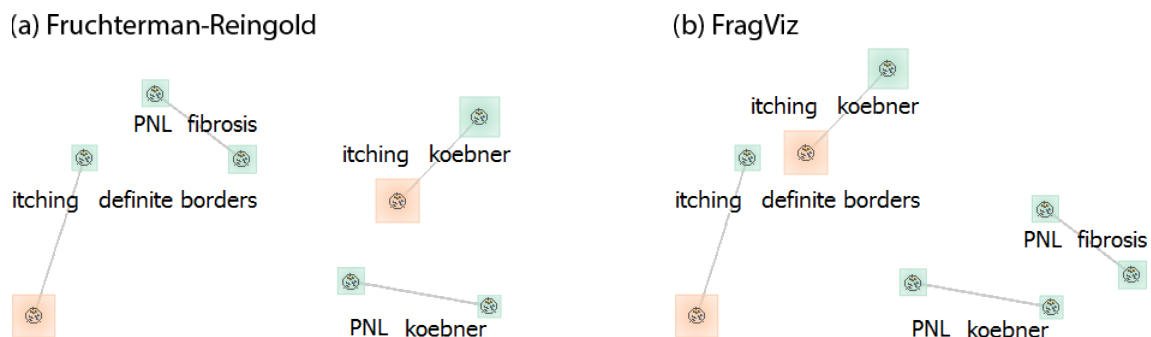 (a) Fruchterman-Reingold
PNL fibrosis
itching koebner
itching definite borders
PNL koebner
(b) FragViz
itching koebner
itching definite borders
PNL fibrosis
PNL koebner